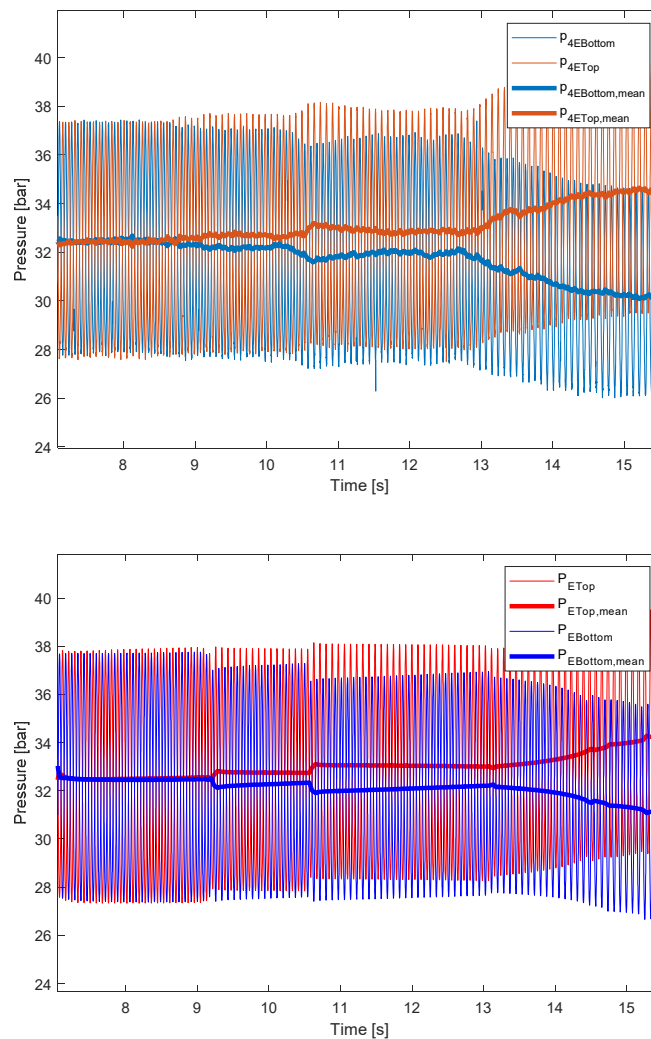 40
38
36
34
32
30
28
26
24
Pressure [bar]
8 9 10 11 12 13 14 15
Time [s]
p4EBottom
p4ETop
p4EBottom,mean
p4ETop,mean
40
38
36
34
32
30
28
26
24
Pressure [bar]
8 9 10 11 12 13 14 15
Time [s]
PETop
PETop,mean
PEBottom
PEBottom,mean